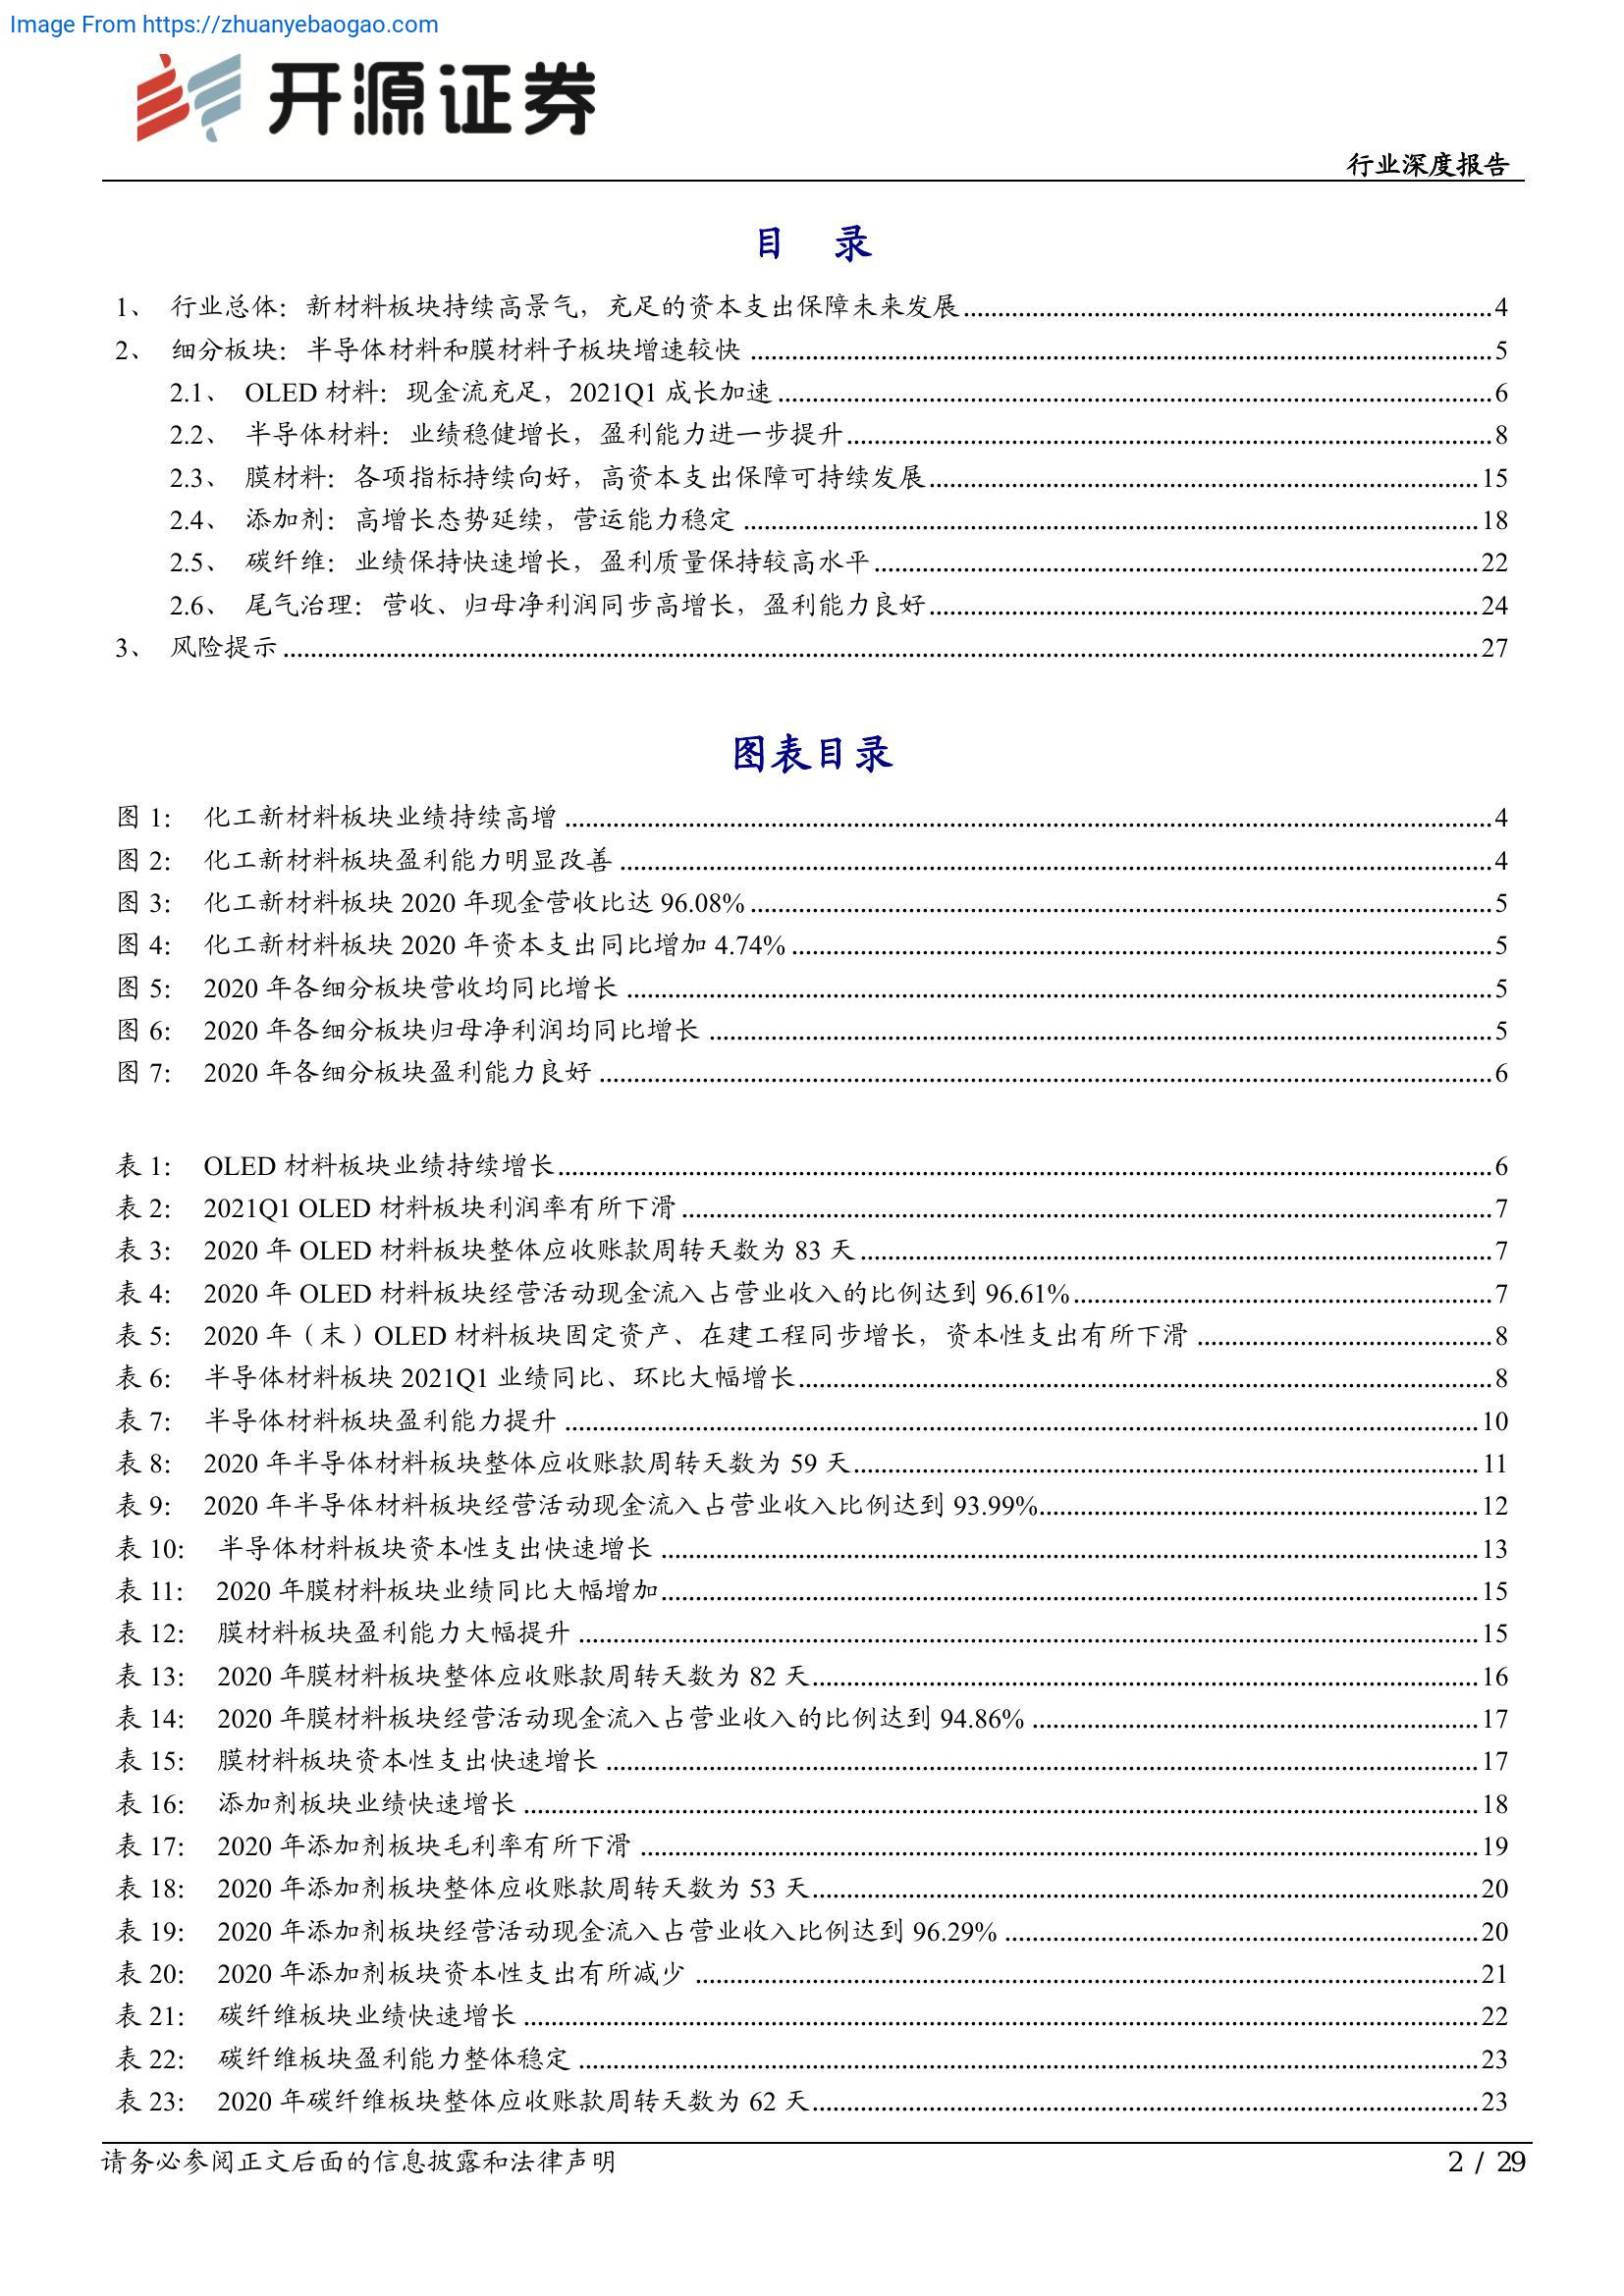 Image From https://zhuanyebaogao.com
开源证券
行业深度报告
目 录
1、 行业总体：新材料板块持续高景气，充足的资本支出保障未来发展 4
2、 细分板块：半导体材料和膜材料子板块增速较快 5
2.1、 OLED 材料：现金流充足，2021Q1 成长加速 6
2.2、 半导体材料：业绩稳健增长，盈利能力进一步提升 8
2.3、 膜材料：各项指标持续向好，高资本支出保障可持续发展 15
2.4、 添加剂：高增长态势延续，营运能力稳定 18
2.5、 碳纤维：业绩保持快速增长，盈利质量保持较高水平 22
2.6、 尾气治理：营收、归母净利润同步高增长，盈利能力良好 24
3、 风险提示 27
图表目录
图 1： 化工新材料板块业绩持续高增 4
图 2： 化工新材料板块盈利能力明显改善 4
图 3： 化工新材料板块 2020 年现金营收比达 96.08% 5
图 4： 化工新材料板块 2020 年资本支出同比增加 4.74% 5
图 5： 2020 年各细分板块营收均同比增长 5
图 6： 2020 年各细分板块归母净利润均同比增长 5
图 7： 2020 年各细分板块盈利能力良好 6
表 1： OLED 材料板块业绩持续增长 6
表 2： 2021Q1 OLED 材料板块利润率有所下滑 7
表 3： 2020 年 OLED 材料板块整体应收账款周转天数为 83 天 7
表 4： 2020 年 OLED 材料板块经营活动现金流入占营业收入的比例达到 96.61% 7
表 5： 2020 年（末）OLED 材料板块固定资产、在建工程同步增长，资本性支出有所下滑 8
表 6： 半导体材料板块 2021Q1 业绩同比、环比大幅增长 8
表 7： 半导体材料板块盈利能力提升 10
表 8： 2020 年半导体材料板块整体应收账款周转天数为 59 天 11
表 9： 2020 年半导体材料板块经营活动现金流入占营业收入比例达到 93.99% 12
表 10： 半导体材料板块资本性支出快速增长 13
表 11： 2020 年膜材料板块业绩同比大幅增加 15
表 12： 膜材料板块盈利能力大幅提升 15
表 13： 2020 年膜材料板块整体应收账款周转天数为 82 天 16
表 14： 2020 年膜材料板块经营活动现金流入占营业收入的比例达到 94.86% 17
表 15： 膜材料板块资本性支出快速增长 17
表 16： 添加剂板块业绩快速增长 18
表 17： 2020 年添加剂板块毛利率有所下滑 19
表 18： 2020 年添加剂板块整体应收账款周转天数为 53 天 20
表 19： 2020 年添加剂板块经营活动现金流入占营业收入比例达到 96.29% 20
表 20： 2020 年添加剂板块资本性支出有所减少 21
表 21： 碳纤维板块业绩快速增长 22
表 22： 碳纤维板块盈利能力整体稳定 23
表 23： 2020 年碳纤维板块整体应收账款周转天数为 62 天 23
请务必参阅正文后面的信息披露和法律声明
2 / 29